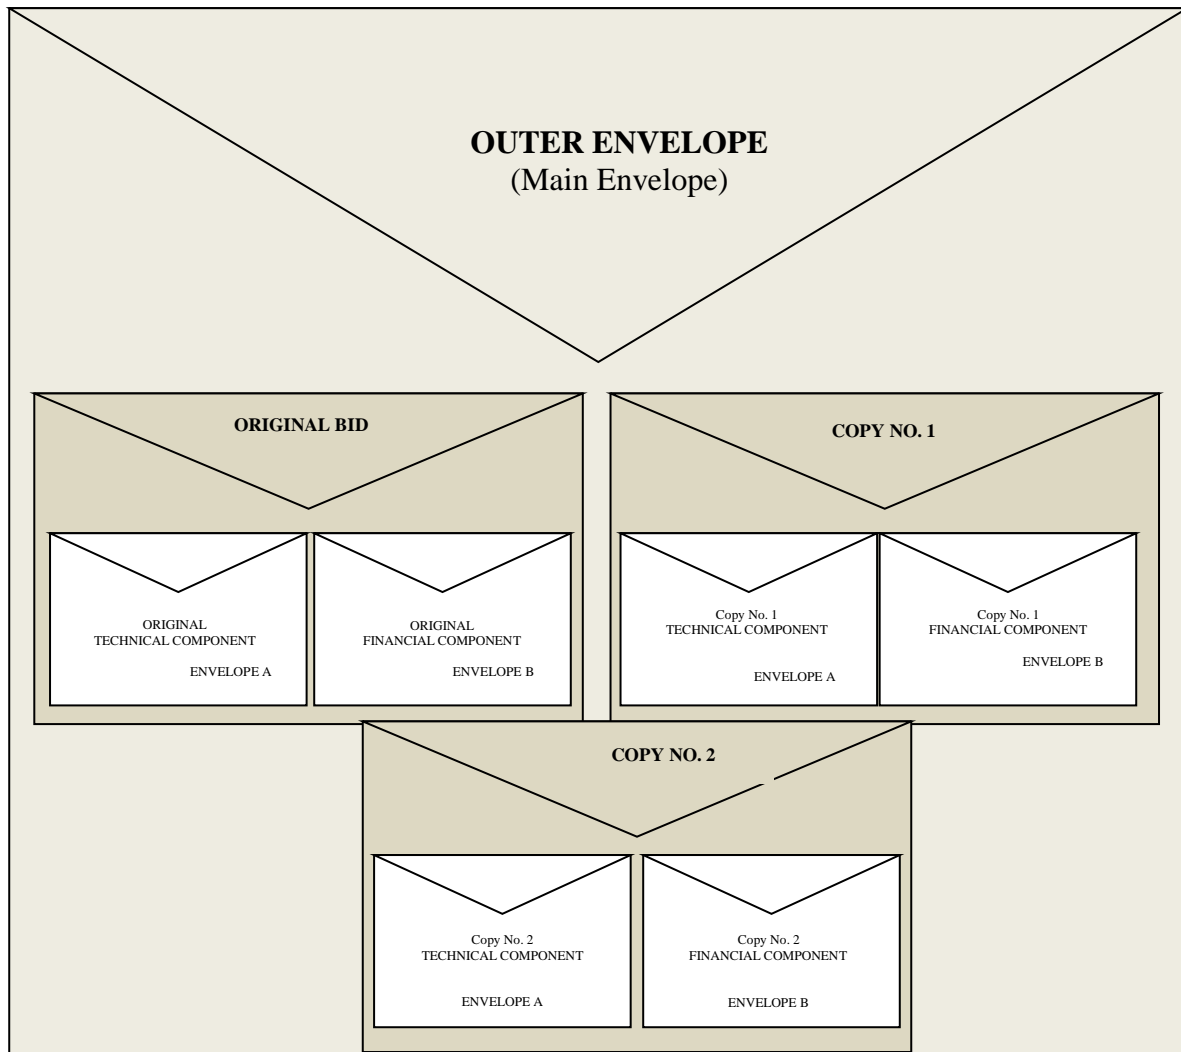 OUTER ENVELOPE
(Main Envelope)
ORIGINAL BID
ORIGINAL
TECHNICAL COMPONENT
ENVELOPE A
ORIGINAL
FINANCIAL COMPONENT
ENVELOPE B
COPY NO. 1
Copy No. 1
TECHNICAL COMPONENT
ENVELOPE A
Copy No. 1
FINANCIAL COMPONENT
ENVELOPE B
COPY NO. 2
Copy No. 2
TECHNICAL COMPONENT
ENVELOPE A
Copy No. 2
FINANCIAL COMPONENT
ENVELOPE B